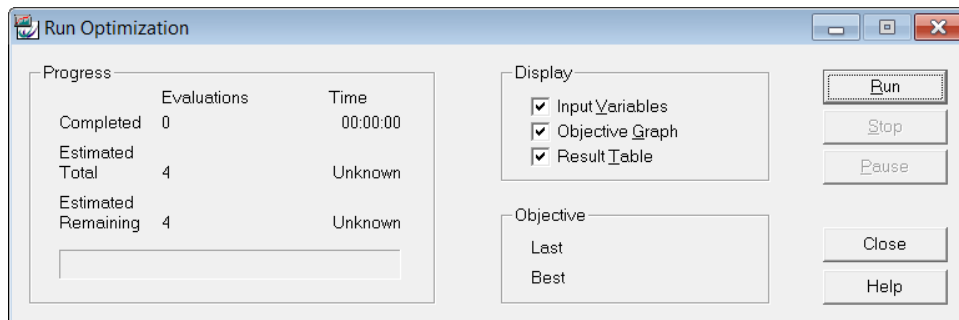 Run Optimization
Progress
Evaluations Time
Completed 0 00:00:00
Estimated
Total 4 Unknown
Estimated
Remaining 4 Unknown
Display
Input Variables
Objective Graph
Result Table
Objective
Last
Best
Run
Stop
Pause
Close
Help